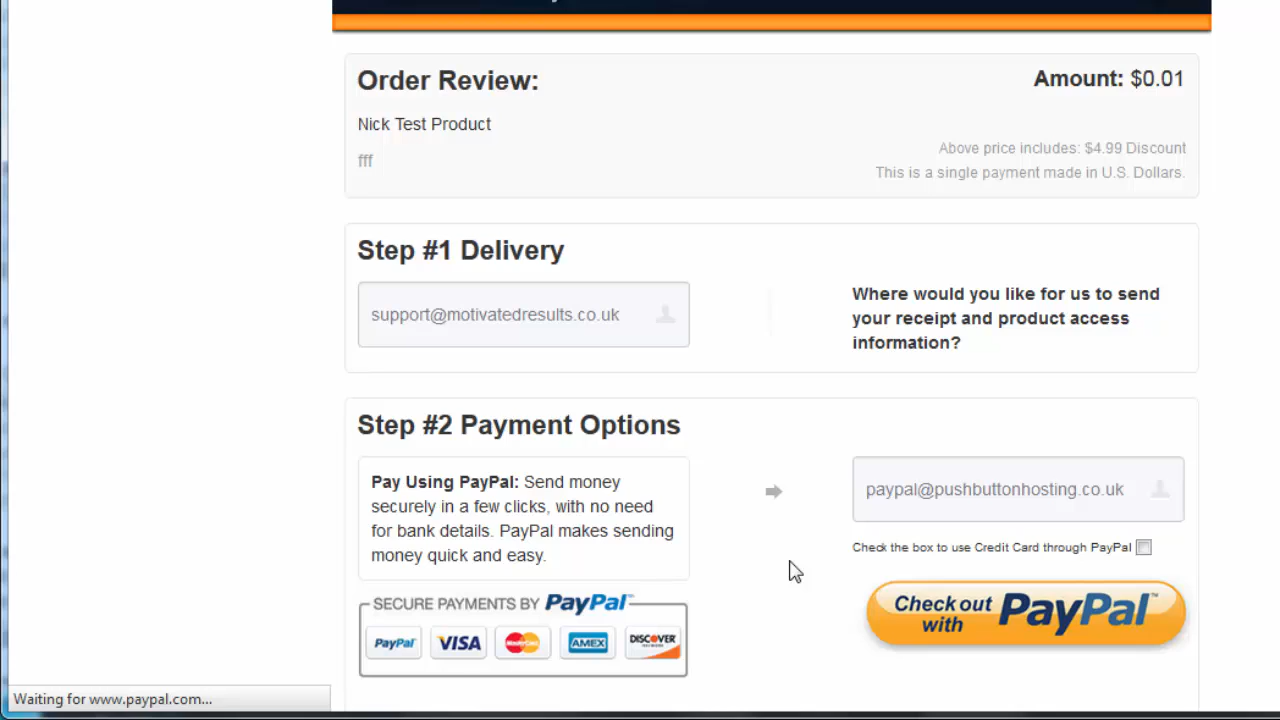 Order Review:
Amount: $0.01
Nick Test Product
fff
Above price includes: $4.99 Discount
This is a single payment made in U.S. Dollars.
Step #1 Delivery
support@motivatedresults.co.uk
Where would you like for us to send
your receipt and product access
information?
Step #2 Payment Options
Pay Using PayPal: Send money
securely in a few clicks, with no need
for bank details. PayPal makes sending
money quick and easy.
paypal@pushbuttonhosting.co.uk
Check the box to use Credit Card through PayPal
SECURE PAYMENTS BY PayPal™
PayPal VISA MasterCard AMEX DISCOVER
Check out
with PayPal™
Waiting for www.paypal.com...